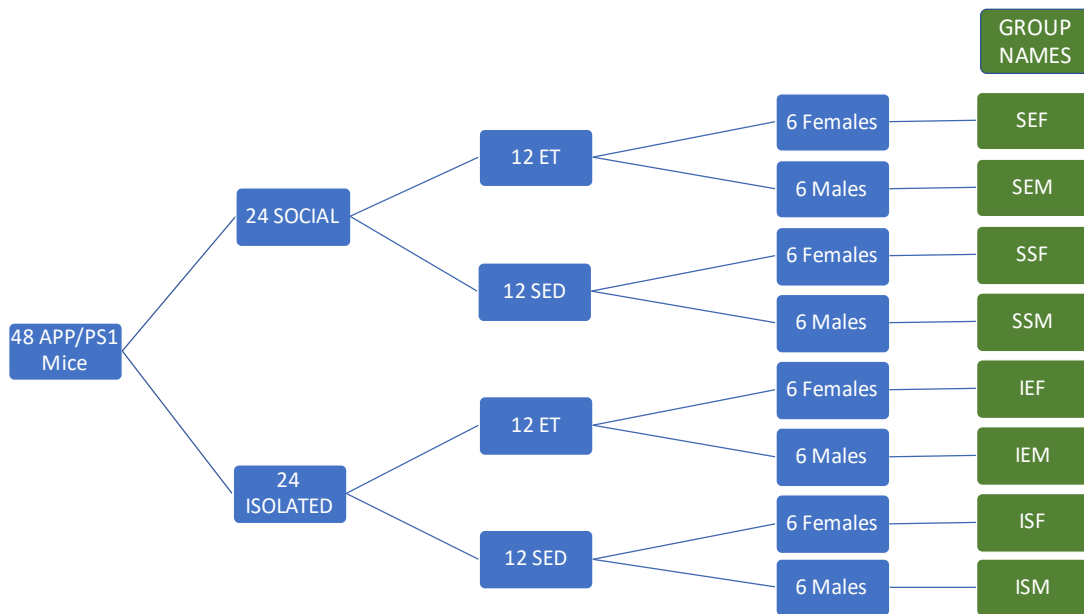 GROUP
NAMES
6 Females
SEF
12 ET
6 Males
SEM
24 SOCIAL
6 Females
SSF
12 SED
6 Males
SSM
48 APP/PS1
Mice
6 Females
IEF
12 ET
6 Males
IEM
24
ISOLATED
6 Females
ISF
12 SED
6 Males
ISM